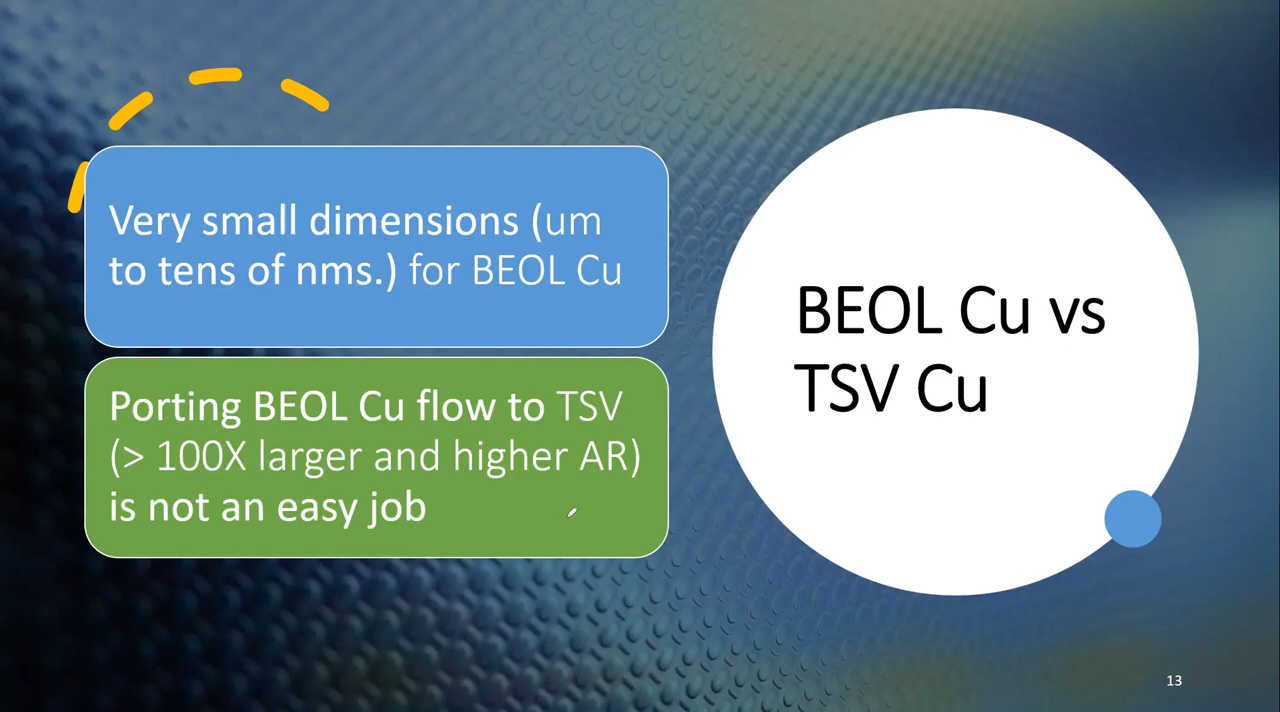 Very small dimensions (um
to tens of nms.) for BEOL Cu
Porting BEOL Cu flow to TSV
(> 100X larger and higher AR)
is not an easy job
BEOL Cu vs
TSV Cu
13